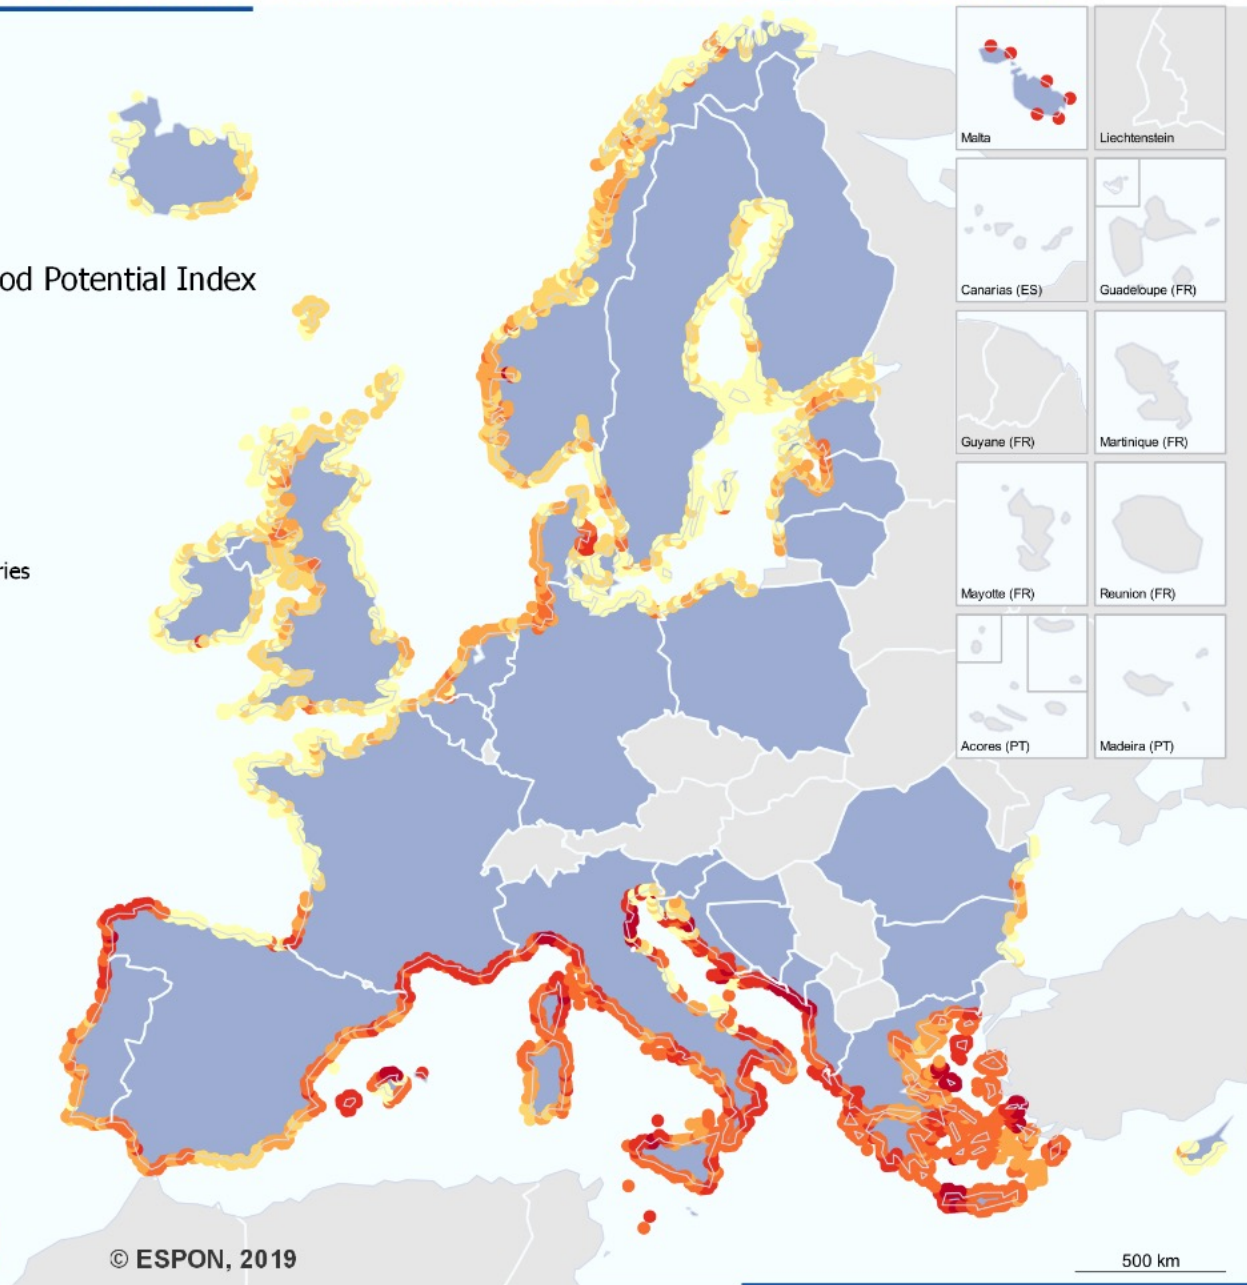 od Potential Index
ries
Malta
Liechtenstein
Canarias (ES)
Guadeloupe (FR)
Guyane (FR)
Martinique (FR)
Mayotte (FR)
Reunion (FR)
Acores (PT)
Madeira (PT)
© ESPON, 2019
500 km